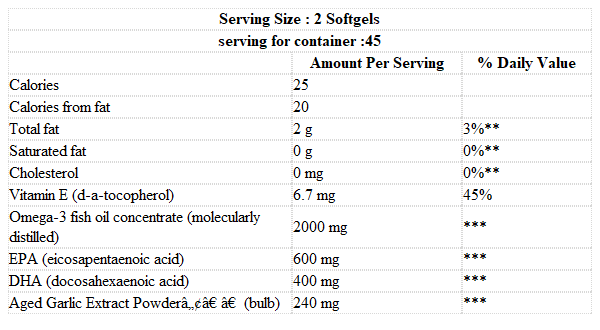 Serving Size : 2 Softgels
serving for container :45
Amount Per Serving % Daily Value
Calories 25
Calories from fat 20
Total fat 2 g 3%**
Saturated fat 0 g 0%**
Cholesterol 0 mg 0%**
Vitamin E (d-a-tocopherol) 6.7 mg 45%
Omega-3 fish oil concentrate (molecularly
distilled) 2000 mg ***
EPA (eicosapentaenoic acid) 600 mg ***
DHA (docosahexaenoic acid) 400 mg ***
Aged Garlic Extract Powderâ„¢â€ â€  (bulb) 240 mg ***